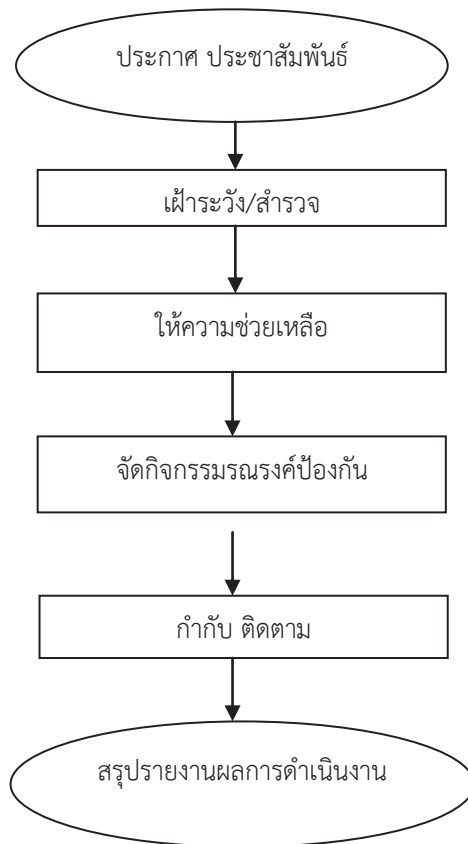 ประกาศ ประชาสัมพันธ์
เฝ้าระวัง/สำรวจ
ให้ความช่วยเหลือ
จัดกิจกรรมรณรงค์ป้องกัน
กำกับ ติดตาม
สรุปรายงานผลการดำเนินงาน